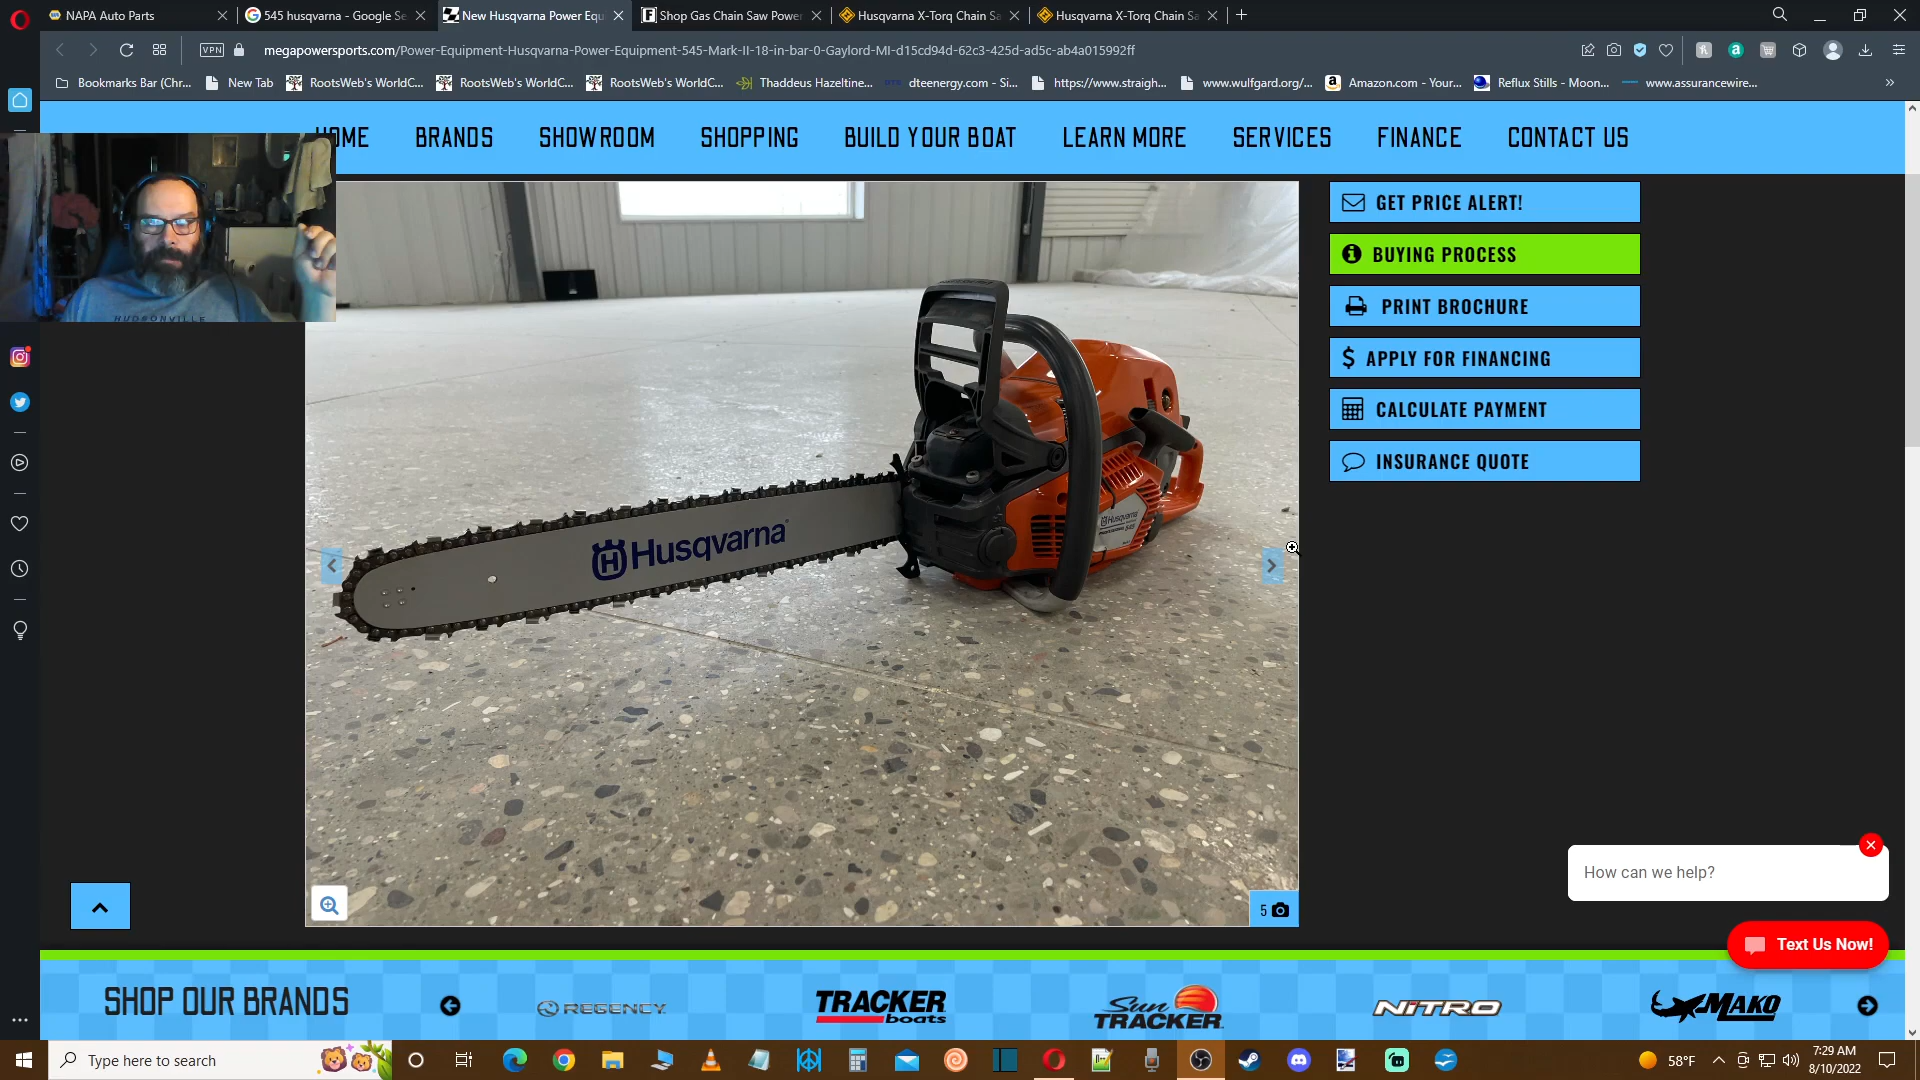 NAPA Auto Parts
545 husqvarna - Google Se
New Husqvarna Power Equ
Shop Gas Chain Saw Power
Husqvarna X-Torq Chain Sa
Husqvarna X-Torq Chain Sa
VPN
megapowersports.com/Power-Equipment-Husqvarna-Power-Equipment-545-Mark-II-18-in-bar-0-Gaylord-MI-d15cd94d-62c3-425d-ad5c-ab4a015992ff
Bookmarks Bar (Chr...
New Tab
RootsWeb's WorldC...
RootsWeb's WorldC...
RootsWeb's WorldC...
Thaddeus Hazeltine...
dteenergy.com - Si...
https://www.straigh...
www.wulfgard.org/...
Amazon.com - Your...
Reflux Stills - Moon...
www.assurancewire...
HOME
BRANDS
SHOWROOM
SHOPPING
BUILD YOUR BOAT
LEARN MORE
SERVICES
FINANCE
CONTACT US
HUDSONVILLE
GET PRICE ALERT!
BUYING PROCESS
PRINT BROCHURE
APPLY FOR FINANCING
CALCULATE PAYMENT
INSURANCE QUOTE
Husqvarna
Husqvarna
545
5
How can we help?
Text Us Now!
SHOP OUR BRANDS
REGENCY
TRACKER
boats
Sun
TRACKER
NITRO
MAKO
Type here to search
58°F
7:29 AM
8/10/2022